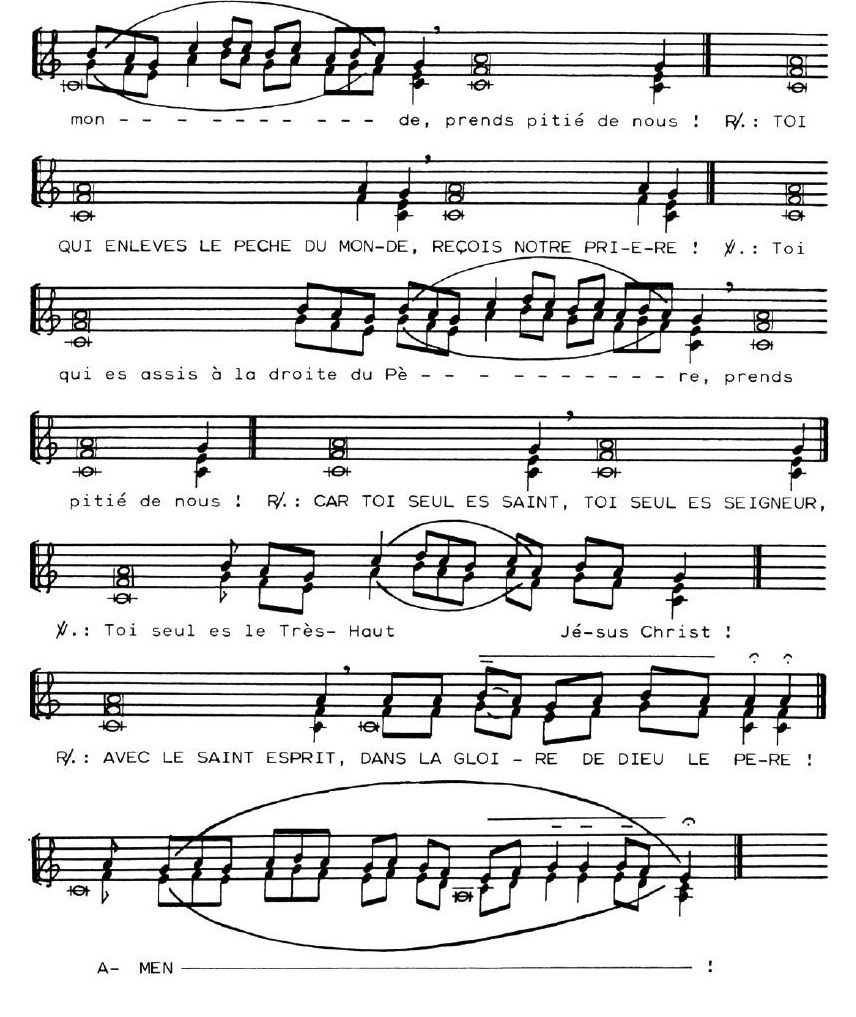 mon - - - - - - - - - - de, prends pitié de nous ! R/.: TOI
QUI ENLEVES LE PECHE DU MON-DE, REÇOIS NOTRE PRI-E-RE ! V/.: Toi
qui es assis à la droite du Pè - - - - - - - - - - re, prends
pitié de nous ! R/.: CAR TOI SEUL ES SAINT, TOI SEUL ES SEIGNEUR,
V/.: Toi seul es le Très- Haut Jé-sus Christ !
R/.: AVEC LE SAINT ESPRIT, DANS LA GLOI - RE DE DIEU LE PE-RE !
A- MEN ——— !